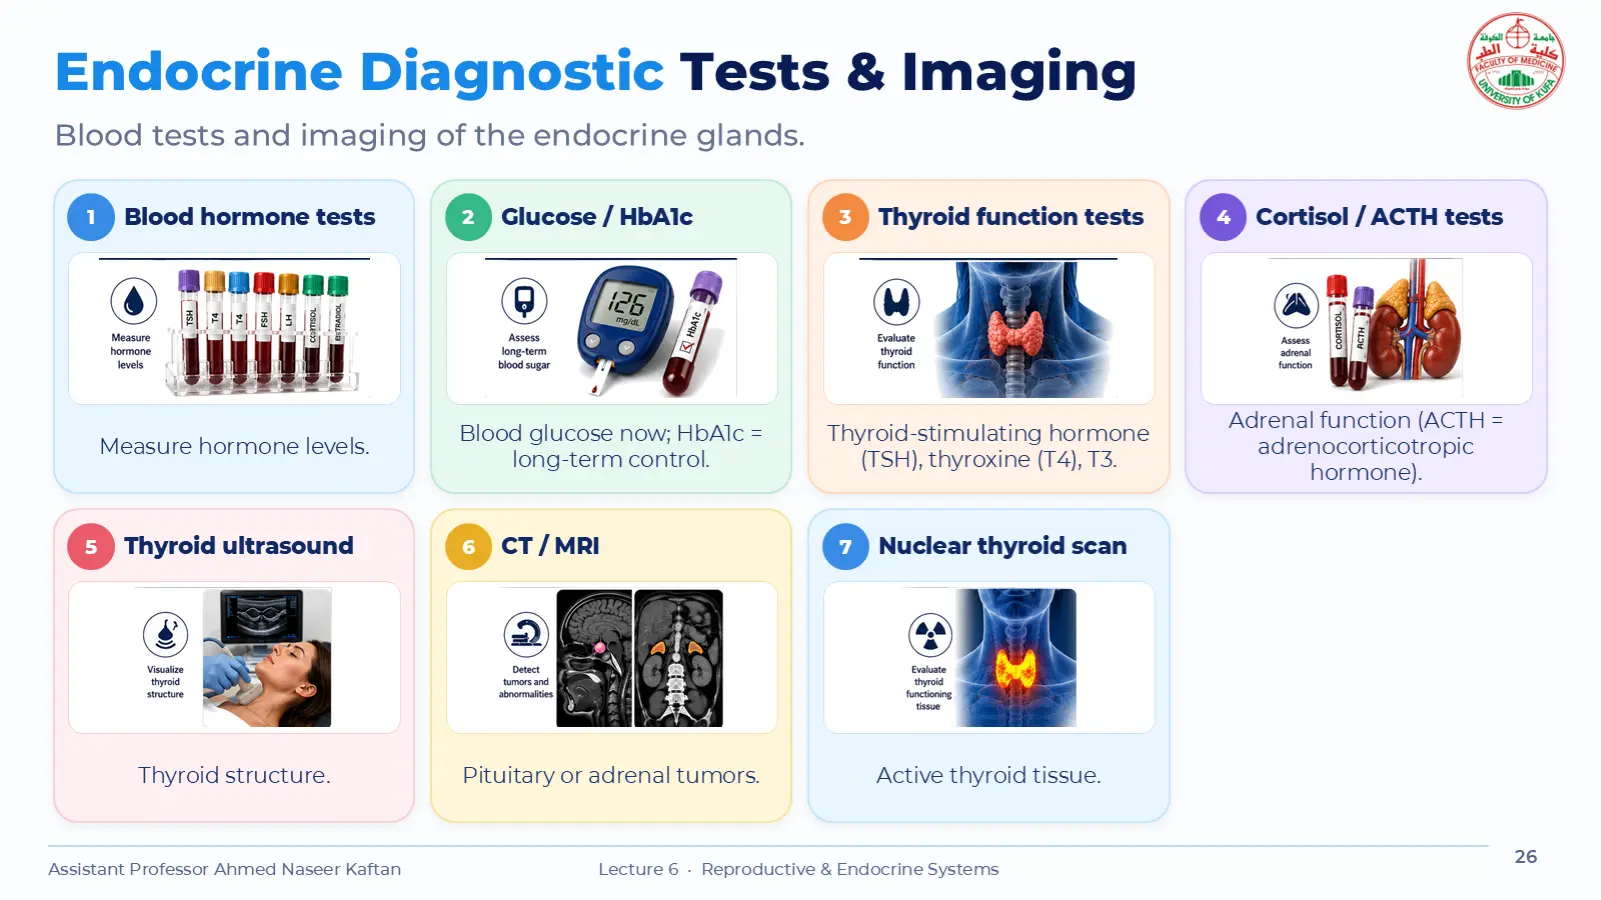 Endocrine Diagnostic Tests & Imaging
Blood tests and imaging of the endocrine glands.
جامعة الكوفة
كلية الطب
FACULTY OF MEDICINE
UNIVERSITY OF KUFA
1 Blood hormone tests
Measure
hormone
levels
TSH
T4
T4
FSH
LH
CORTISOL
ESTRADIOL
Measure hormone levels.
2 Glucose / HbA1c
Assess
long-term
blood sugar
126
mg/dL
HbA1c
Blood glucose now; HbA1c =
long-term control.
3 Thyroid function tests
Evaluate
thyroid
function
Thyroid-stimulating hormone
(TSH), thyroxine (T4), T3.
4 Cortisol / ACTH tests
Assess
adrenal
function
CORTISOL
ACTH
Adrenal function (ACTH =
adrenocorticotropic
hormone).
5 Thyroid ultrasound
Visualize
thyroid
structure
Thyroid structure.
6 CT / MRI
Detect
tumors and
abnormalities
Pituitary or adrenal tumors.
7 Nuclear thyroid scan
Evaluate
thyroid
functioning
tissue
Active thyroid tissue.
Assistant Professor Ahmed Naseer Kaftan
Lecture 6 · Reproductive & Endocrine Systems
26